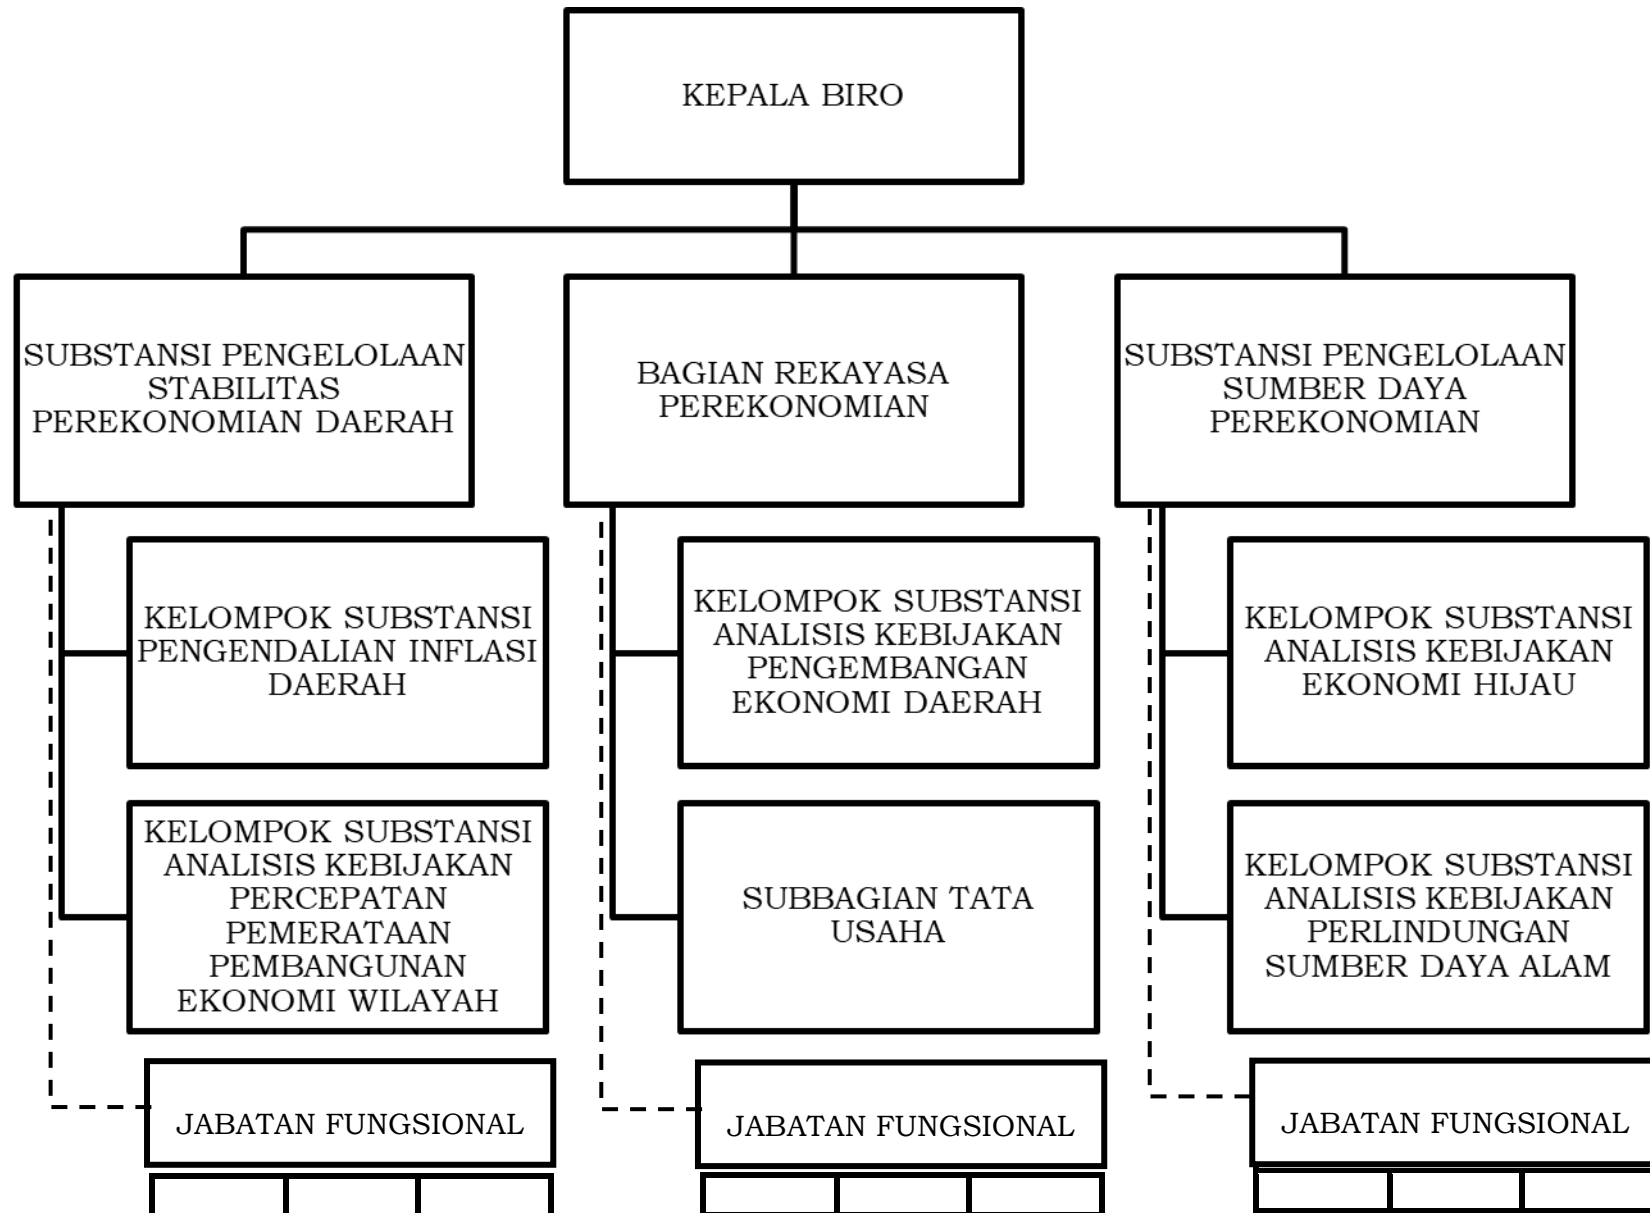 KEPALA BIRO
SUBSTANSI PENGELOLAAN
STABILITAS
PEREKONOMIAN DAERAH
BAGIAN REKAYASA
PEREKONOMIAN
SUBSTANSI PENGELOLAAN
SUMBER DAYA
PEREKONOMIAN
KELOMPOK SUBSTANSI
PENGENDALIAN INFLASI
DAERAH
KELOMPOK SUBSTANSI
ANALISIS KEBIJAKAN
PENGEMBANGAN
EKONOMI DAERAH
KELOMPOK SUBSTANSI
ANALISIS KEBIJAKAN
EKONOMI HIJAU
KELOMPOK SUBSTANSI
ANALISIS KEBIJAKAN
PERCEPATAN
PEMERATAAN
PEMBANGUNAN
EKONOMI WILAYAH
SUBBAGIAN TATA
USAHA
KELOMPOK SUBSTANSI
ANALISIS KEBIJAKAN
PERLINDUNGAN
SUMBER DAYA ALAM
JABATAN FUNGSIONAL
JABATAN FUNGSIONAL
JABATAN FUNGSIONAL